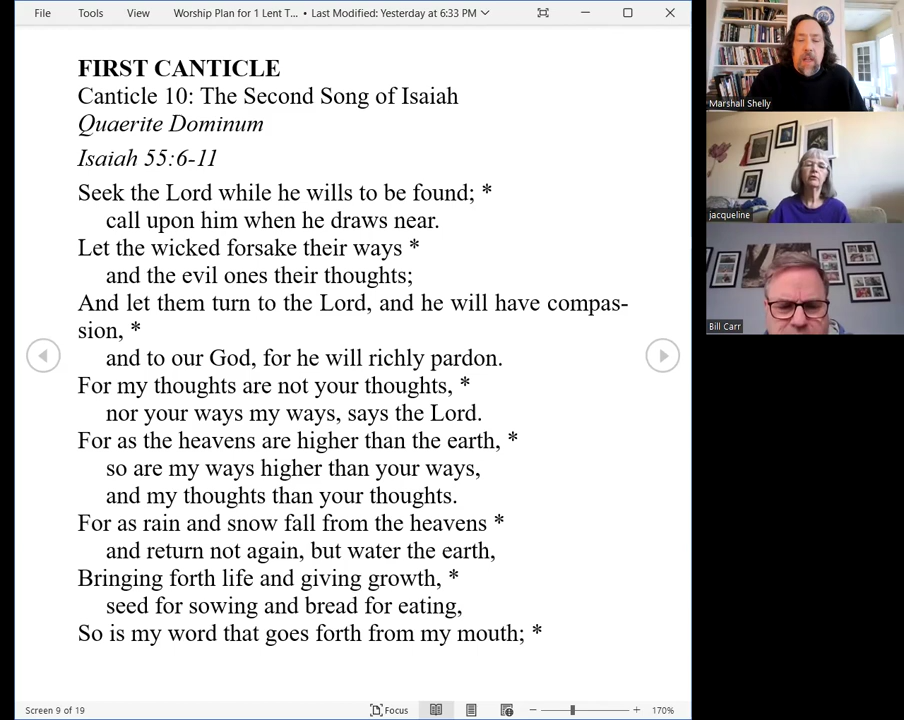 File Tools View Worship Plan for 1 Lent T... • Last Modified: Yesterday at 6:33 PM
FIRST CANTICLE
Canticle 10: The Second Song of Isaiah
Quaerite Dominum
Isaiah 55:6-11
Seek the Lord while he wills to be found; *
call upon him when he draws near.
Let the wicked forsake their ways *
and the evil ones their thoughts;
And let them turn to the Lord, and he will have compas-
sion, *
and to our God, for he will richly pardon.
For my thoughts are not your thoughts, *
nor your ways my ways, says the Lord.
For as the heavens are higher than the earth, *
so are my ways higher than your ways,
and my thoughts than your thoughts.
For as rain and snow fall from the heavens *
and return not again, but water the earth,
Bringing forth life and giving growth, *
seed for sowing and bread for eating,
So is my word that goes forth from my mouth; *
Screen 9 of 19 Focus 170%
Marshall Shelly
jacqueline
Bill Carr